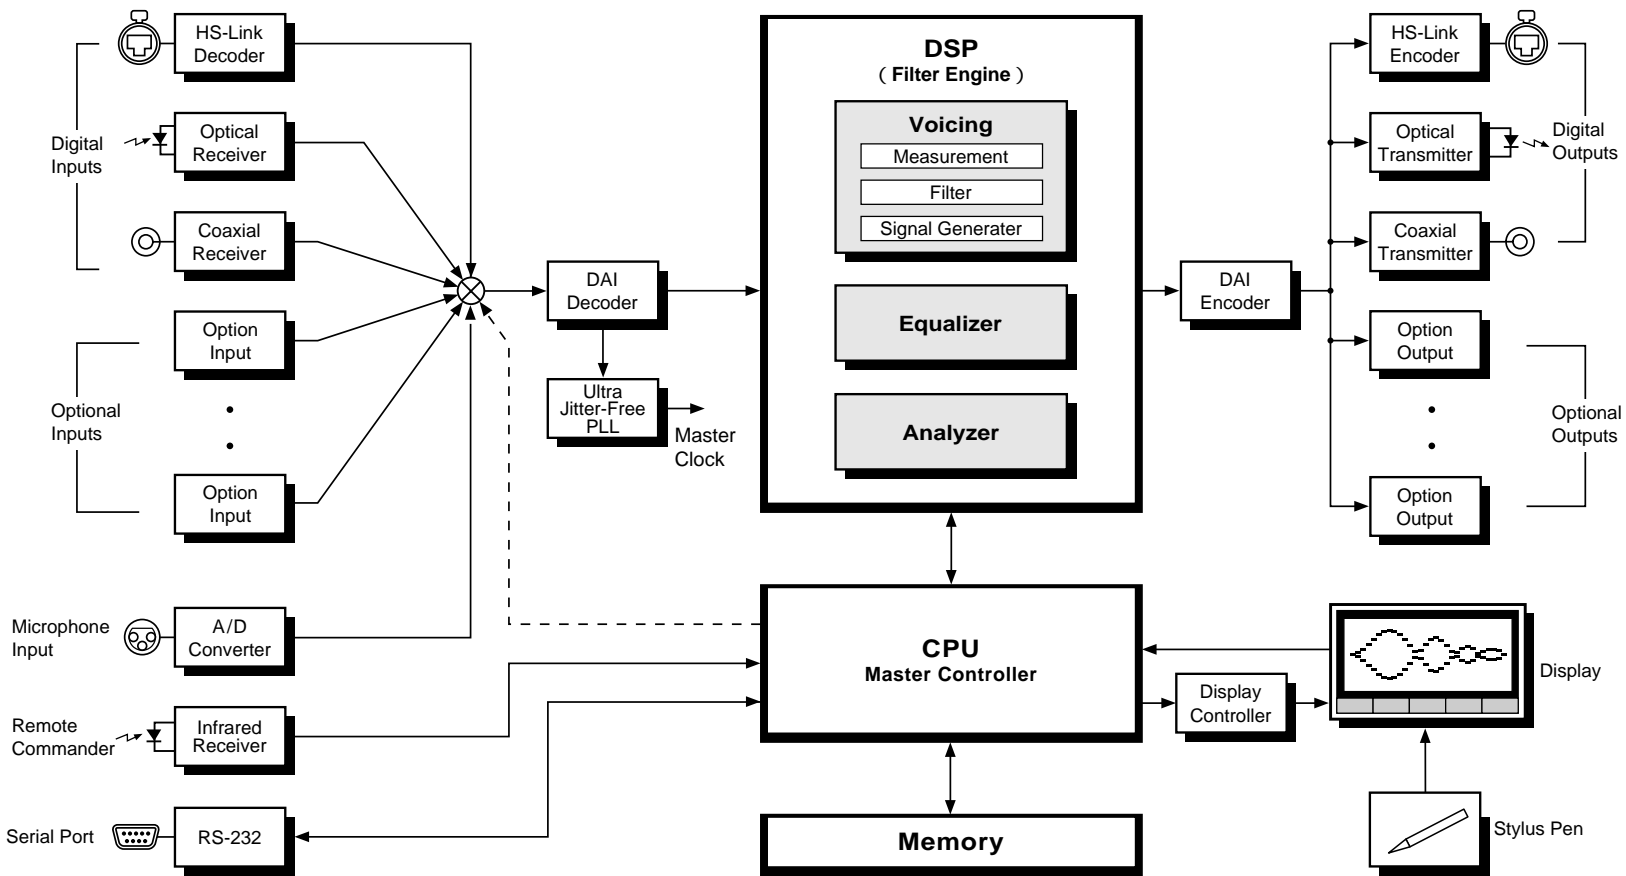 HS-Link
Decoder
Digital
Inputs
Optical
Receiver
Coaxial
Receiver
Option
Input
Optional
Inputs
Option
Input
Microphone
Input
A/D
Converter
Remote
Commander
Infrared
Receiver
Serial Port
RS-232
DAI
Decoder
Ultra
Jitter-Free
PLL
Master
Clock
DSP
( Filter Engine )
Voicing
Measurement
Filter
Signal Generater
Equalizer
Analyzer
CPU
Master Controller
Memory
DAI
Encoder
HS-Link
Encoder
Optical
Transmitter
Digital
Outputs
Coaxial
Transmitter
Option
Output
Optional
Outputs
Option
Output
Display
Controller
Display
Stylus Pen